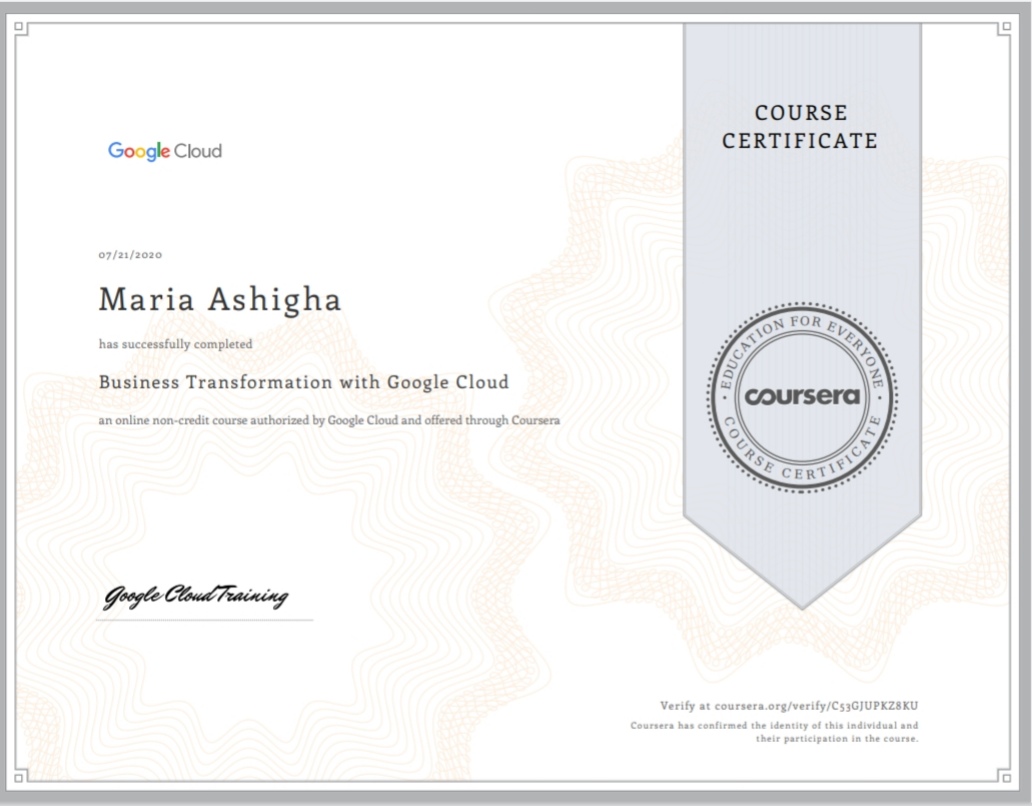 COURSE
CERTIFICATE
Google Cloud
07/21/2020
Maria Ashigha
has successfully completed
Business Transformation with Google Cloud
an online non-credit course authorized by Google Cloud and offered through Coursera
EDUCATION FOR EVERYONE
coursera
COURSE CERTIFICATE
Google Cloud Training
Verify at coursera.org/verify/C53GJUPKZ8KU
Coursera has confirmed the identity of this individual and
their participation in the course.